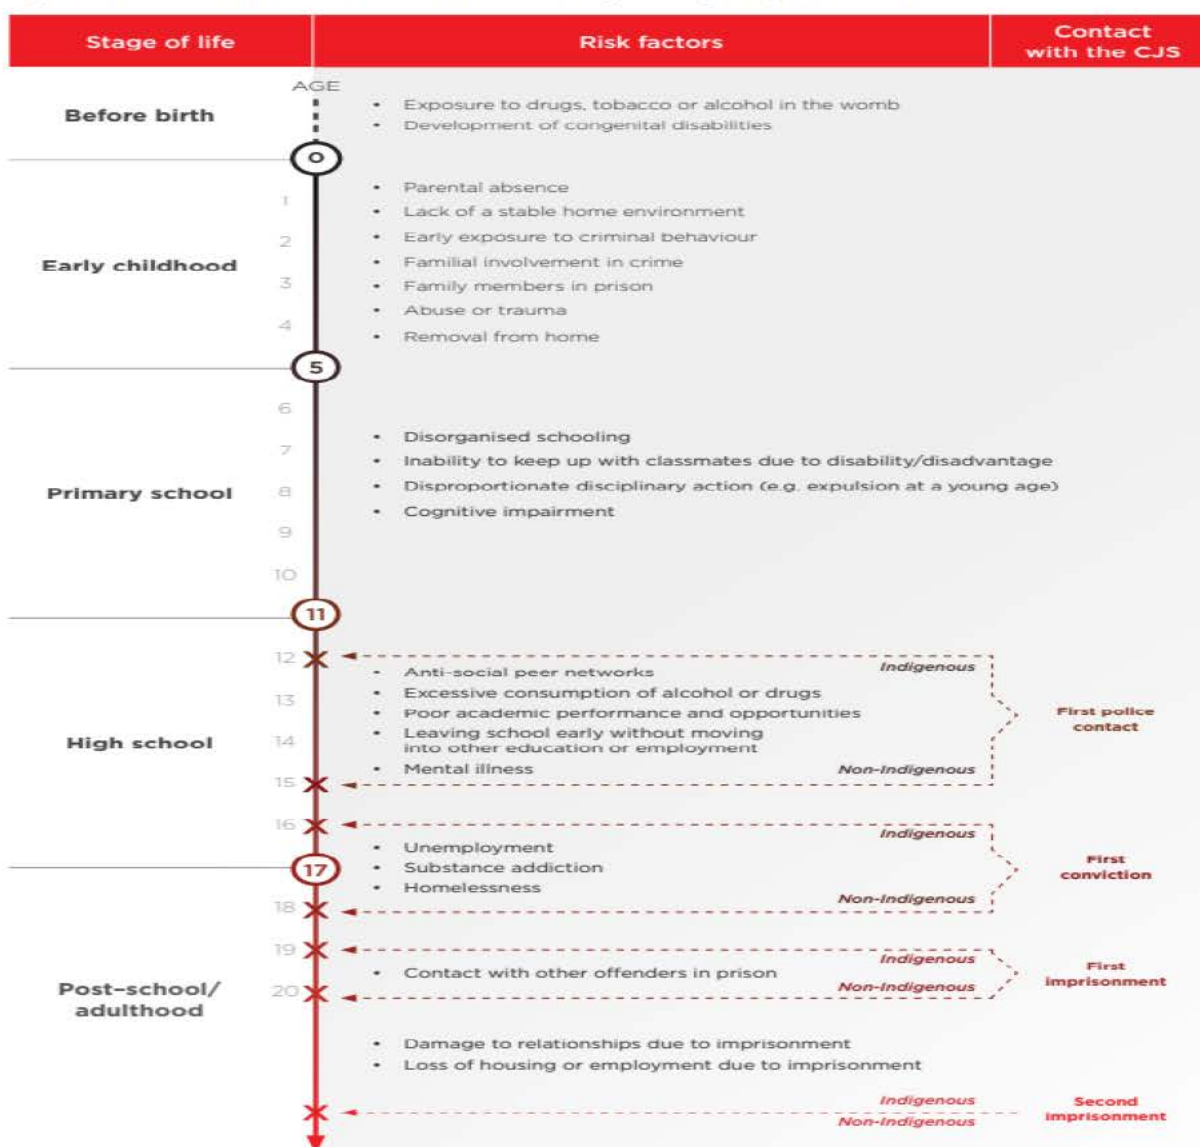 Stage of life
Risk factors
Contact
with the CJS
AGE
Before birth
• Exposure to drugs, tobacco or alcohol in the womb
• Development of congenital disabilities
0
1
2
3
4
Early childhood
• Parental absence
• Lack of a stable home environment
• Early exposure to criminal behaviour
• Familial involvement in crime
• Family members in prison
• Abuse or trauma
• Removal from home
5
6
7
8
9
10
Primary school
• Disorganised schooling
• Inability to keep up with classmates due to disability/disadvantage
• Disproportionate disciplinary action (e.g. expulsion at a young age)
• Cognitive impairment
11
12
13
14
15
High school
• Anti-social peer networks
• Excessive consumption of alcohol or drugs
• Poor academic performance and opportunities
• Leaving school early without moving
into other education or employment
• Mental illness
Indigenous
Non-Indigenous
First police
contact
16
17
18
• Unemployment
• Substance addiction
• Homelessness
Indigenous
Non-Indigenous
First
conviction
19
20
Post-school/
adulthood
• Contact with other offenders in prison
Indigenous
Non-Indigenous
First
imprisonment
• Damage to relationships due to imprisonment
• Loss of housing or employment due to imprisonment
Indigenous
Non-Indigenous
Second
imprisonment